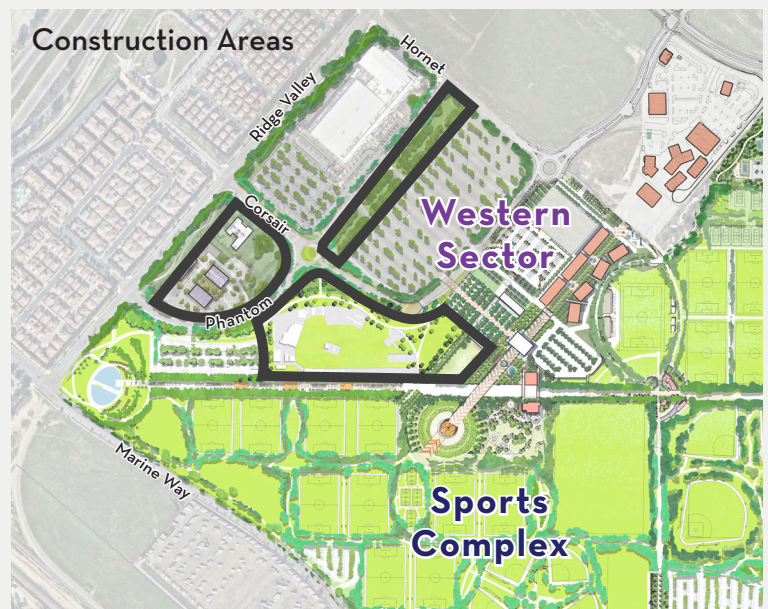 Construction Areas
Hornet
Ridge Valley
Corsair
Western
Sector
Phantom
Marine Way
Sports
Complex